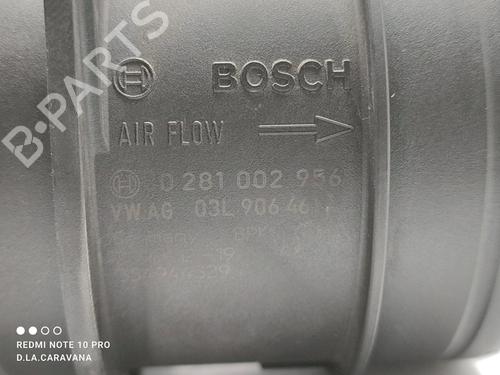 BOSCH
AIR FLOW
0 281 002 956
VW AG 03L 906 461
B-PARTS
REDMI NOTE 10 PRO
D.LA.CARAVANA